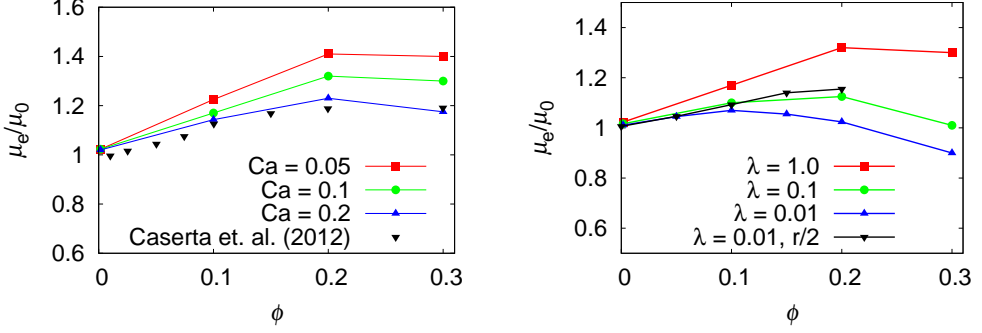 1.6
1.4
1.2
1
0.8
0.6
μe/μ0
0 0.1 0.2 0.3
ϕ
Ca = 0.05
Ca = 0.1
Ca = 0.2
Caserta et. al. (2012)
1.4
1.2
1
0.8
0.6
μe/μ0
0 0.1 0.2 0.3
ϕ
λ = 1.0
λ = 0.1
λ = 0.01
λ = 0.01, r/2